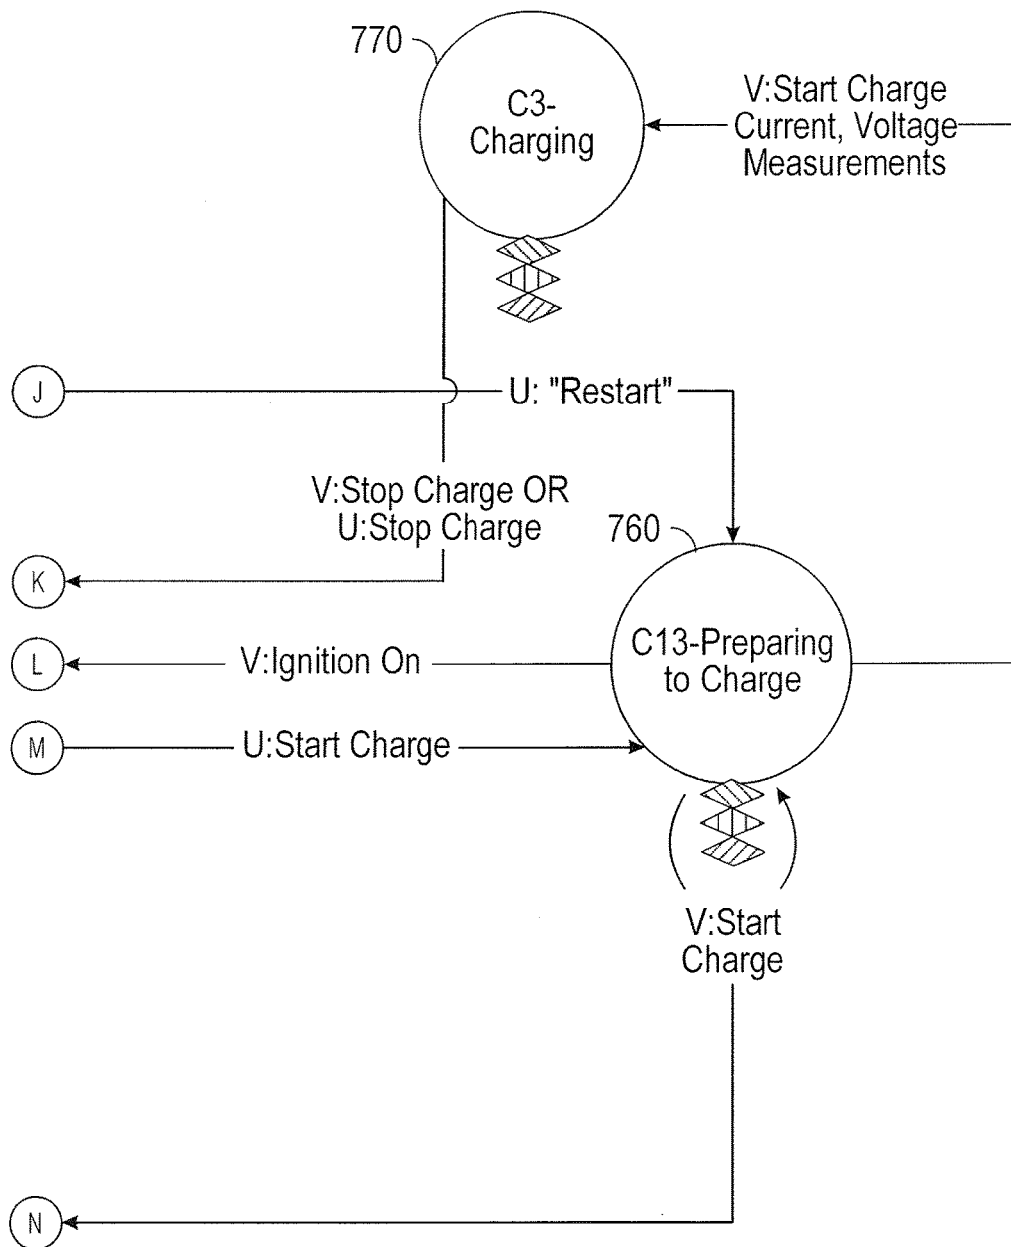 770
C3-
Charging
V:Start Charge
Current, Voltage
Measurements
J
U: "Restart"
V:Stop Charge OR
U:Stop Charge
760
K
C13-Preparing
to Charge
L
V:Ignition On
M
U:Start Charge
V:Start
Charge
N